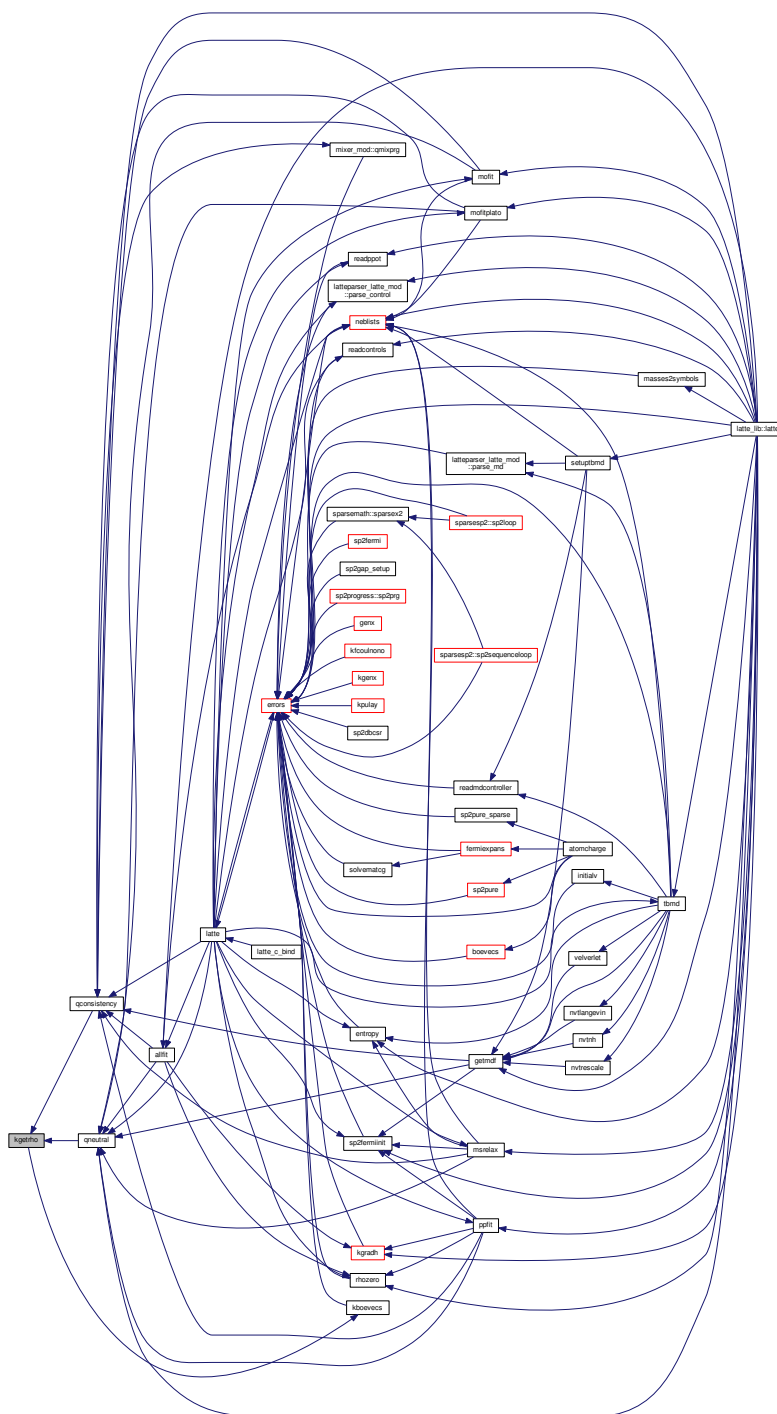 mixer_mod::qmixprg
mofit
mofitplato
readppot
latteparser_latte_mod
::parse_control
neblists
readcontrols
masses2symbols
latte_lib::latte
latteparser_latte_mod
::parse_md
setuptbmd
sparsemath::sparsex2
sparsesp2::sp2loop
sp2fermi
sp2gap_setup
sp2progress::sp2prg
genx
kfcoulnono
sparsesp2::sp2sequenceloop
kgenx
errors
kpulay
sp2dbcsr
readmdcontroller
sp2pure_sparse
fermiexpans
atomcharge
solvematcg
initialv
sp2pure
tbmd
latte
boevecs
latte_c_bind
velverlet
qconsistency
nvtlangevin
entropy
nvtnh
allfit
getmdf
nvtrescale
kgetrho
qneutral
sp2fermiinit
msrelax
ppfit
kgradh
rhozero
kboevecs